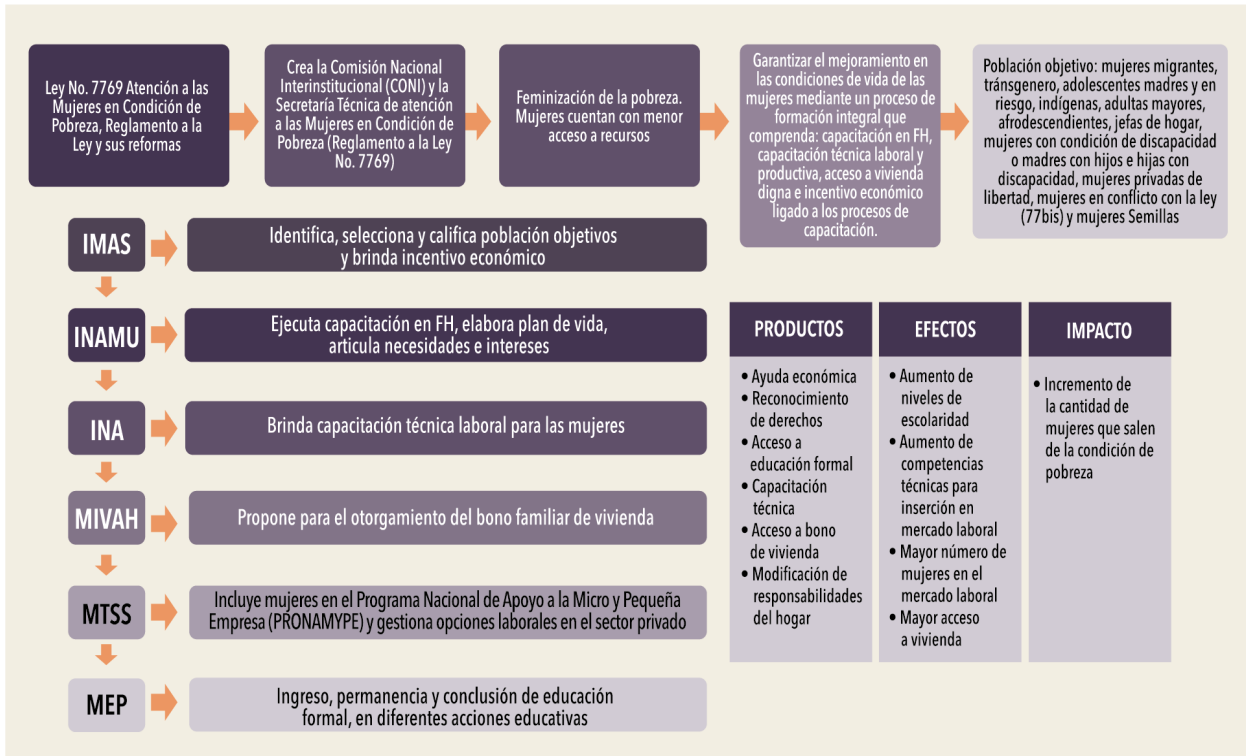 Ley No. 7769 Atención a las
Mujeres en Condición de
Pobreza, Reglamento a la
Ley y sus reformas
Crea la Comisión Nacional
Interinstitucional (CONI) y la
Secretaría Técnica de atención
a las Mujeres en Condición de
Pobreza (Reglamento a la Ley
No. 7769)
Feminización de la pobreza.
Mujeres cuentan con menor
acceso a recursos
Garantizar el mejoramiento en
las condiciones de vida de las
mujeres mediante un proceso de
formación integral que
comprenda: capacitación en FH,
capacitación técnica laboral y
productiva, acceso a vivienda
digna e incentivo económico
ligado a los procesos de
capacitación.
Población objetivo: mujeres migrantes,
tránsgenero, adolescentes madres y en
riesgo, indígenas, adultas mayores,
afrodescendientes, jefas de hogar,
mujeres con condición de discapacidad
o madres con hijos e hijas con
discapacidad, mujeres privadas de
libertad, mujeres en conflicto con la ley
(77bis) y mujeres Semillas
IMAS
Identifica, selecciona y califica población objetivos
y brinda incentivo económico
INAMU
Ejecuta capacitación en FH, elabora plan de vida,
articula necesidades e intereses
INA
Brinda capacitación técnica laboral para las mujeres
MIVAH
Propone para el otorgamiento del bono familiar de vivienda
MTSS
Incluye mujeres en el Programa Nacional de Apoyo a la Micro y Pequeña
Empresa (PRONAMYPE) y gestiona opciones laborales en el sector privado
MEP
Ingreso, permanencia y conclusión de educación
formal, en diferentes acciones educativas
PRODUCTOS
• Ayuda económica
• Reconocimiento
de derechos
• Acceso a
educación formal
• Capacitación
técnica
• Acceso a bono
de vivienda
• Modificación de
responsabilidades
del hogar
EFECTOS
• Aumento de
niveles de
escolaridad
• Aumento de
competencias
técnicas para
inserción en
mercado laboral
• Mayor número de
mujeres en el
mercado laboral
• Mayor acceso
a vivienda
IMPACTO
• Incremento de
la cantidad de
mujeres que salen
de la condición de
pobreza